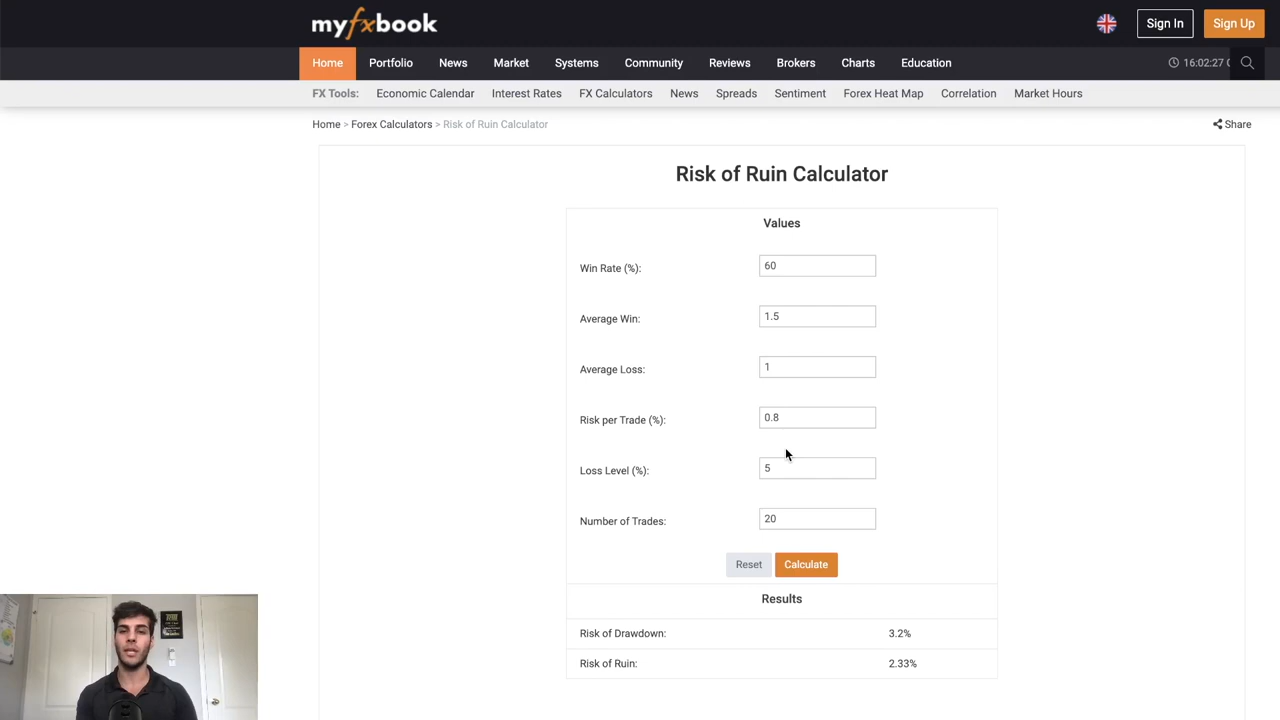 myfxbook
Sign In
Sign Up
Home
Portfolio
News
Market
Systems
Community
Reviews
Brokers
Charts
Education
16:02:27
FX Tools:
Economic Calendar
Interest Rates
FX Calculators
News
Spreads
Sentiment
Forex Heat Map
Correlation
Market Hours
Home > Forex Calculators > Risk of Ruin Calculator
Share
Risk of Ruin Calculator
Values
Win Rate (%): 60
Average Win: 1.5
Average Loss: 1
Risk per Trade (%): 0.8
Loss Level (%): 5
Number of Trades: 20
Reset
Calculate
Results
Risk of Drawdown: 3.2%
Risk of Ruin: 2.33%